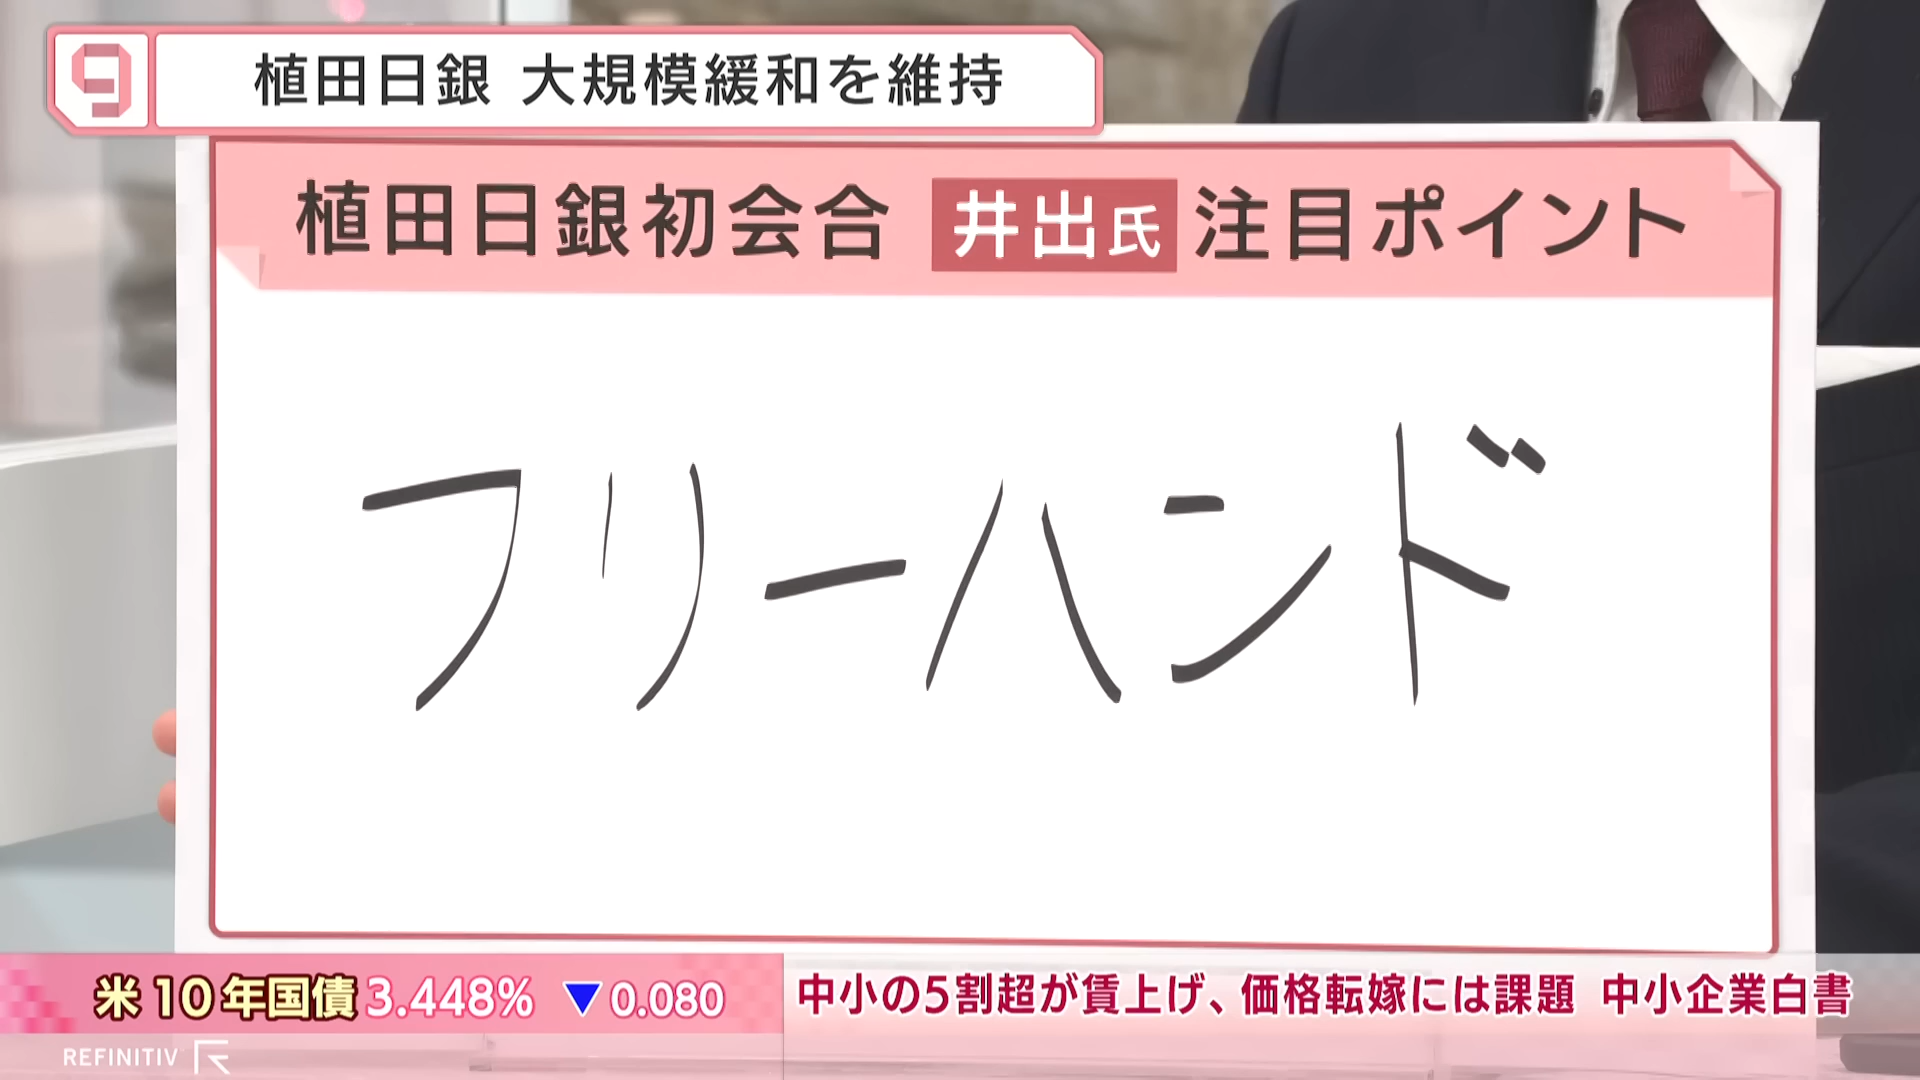 9 植田日銀 大規模緩和を維持
植田日銀初会合 井出氏 注目ポイント
フリーハンド
米10年国債 3.448% ▼0.080
中小の5割超が賃上げ、価格転嫁には課題 中小企業白書
REFINITIV